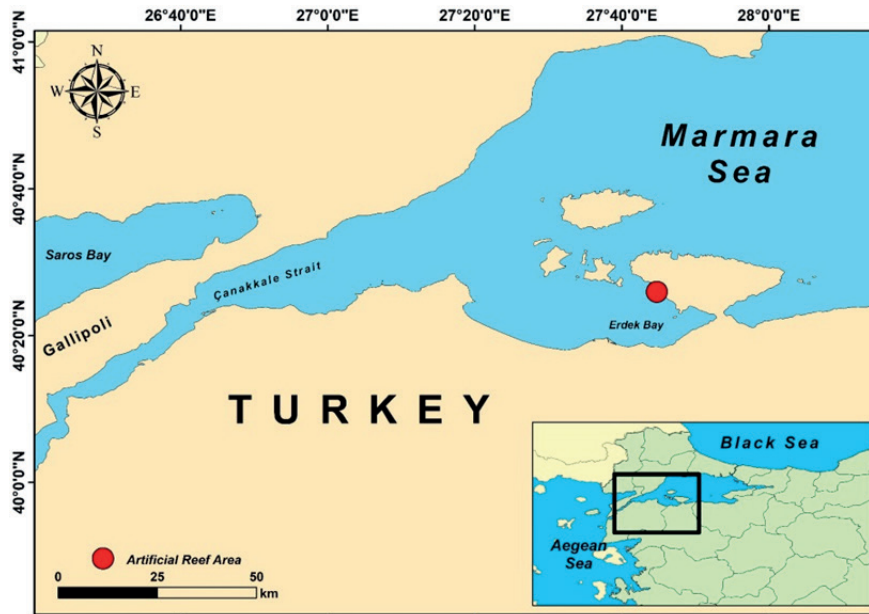 26°40'0"E 27°0'0"E 27°20'0"E 27°40'0"E 28°0'0"E
41°0'0"N
N
W E
S
Marmara
Sea
40°40'0"N
Saros Bay
Çanakkale Strait
Erdek Bay
Gallipoli
40°20'0"N
TURKEY
Black Sea
40°0'0"N
Aegean
Sea
Artificial Reef Area
0 25 50
km